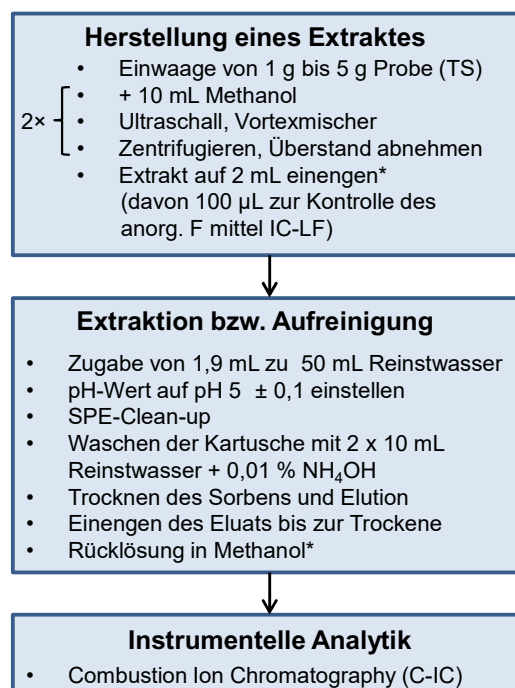 Herstellung eines Extraktes
• Einwaage von 1 g bis 5 g Probe (TS)
• + 10 mL Methanol
2×
• Ultraschall, Vortexmischer
• Zentrifugieren, Überstand abnehmen
• Extrakt auf 2 mL einengen*
(davon 100 µL zur Kontrolle des
anorg. F mittel IC-LF)
Extraktion bzw. Aufreinigung
• Zugabe von 1,9 mL zu 50 mL Reinstwasser
• pH-Wert auf pH 5 ± 0,1 einstellen
• SPE-Clean-up
• Waschen der Kartusche mit 2 x 10 mL
Reinstwasser + 0,01 % NH₄OH
• Trocknen des Sorbens und Elution
• Einengen des Eluats bis zur Trockene
• Rücklösung in Methanol*
Instrumentelle Analytik
• Combustion Ion Chromatography (C-IC)